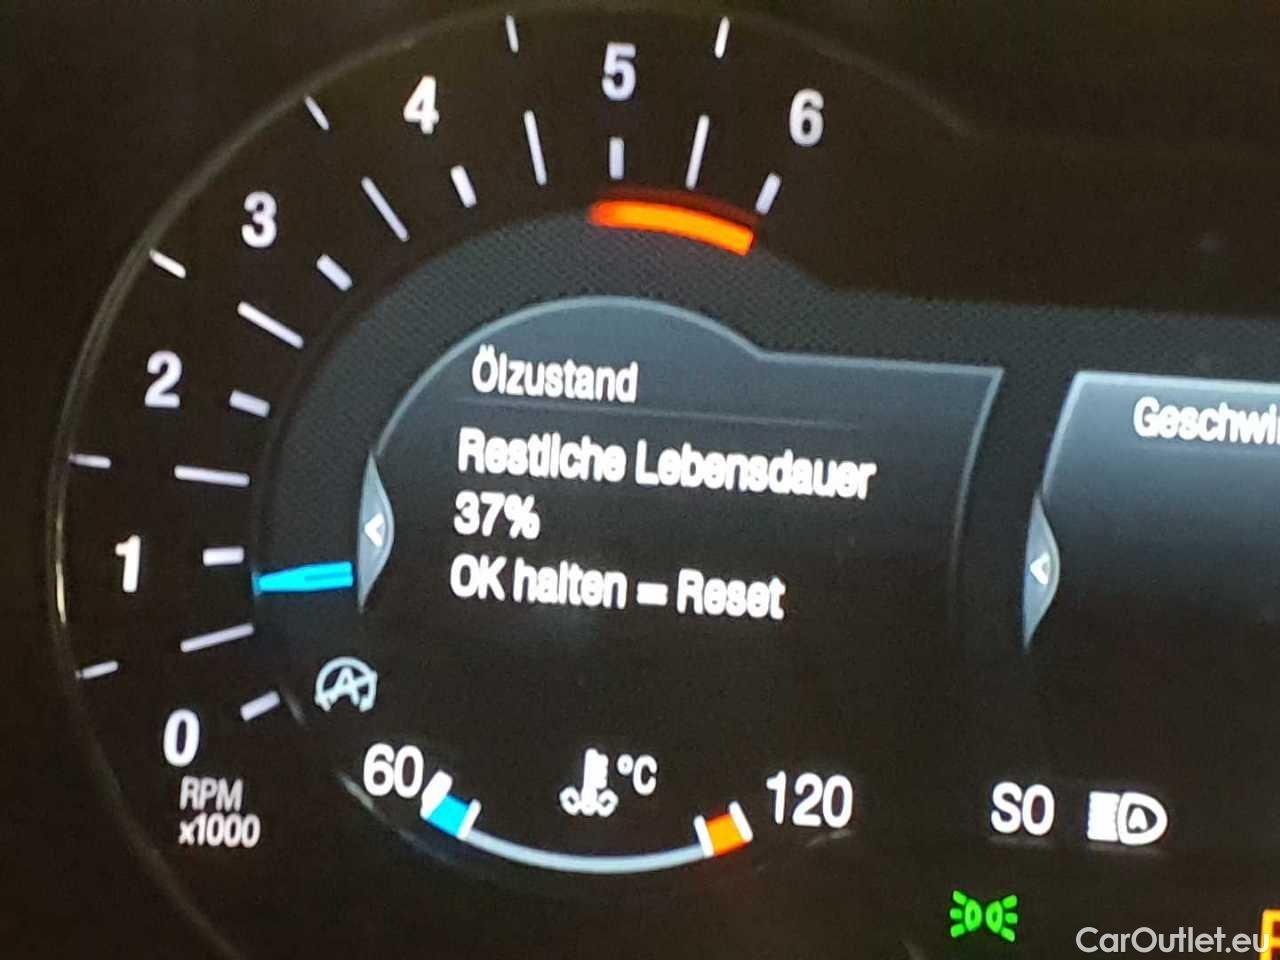 5
4
6
3
2
1
0
RPM
x1000
Ölzustand
Restliche Lebensdauer
37%
OK halten = Reset
A
60
°C
120
SO
A
CarOutlet.eu